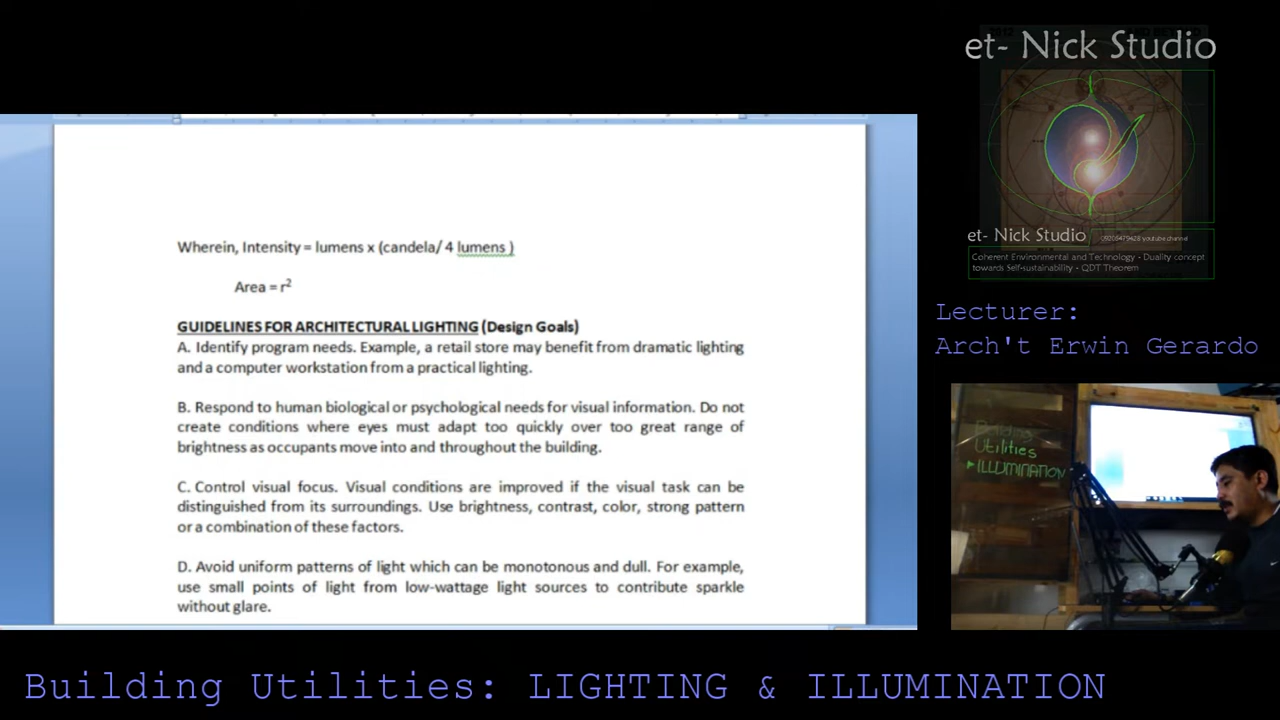 et- Nick Studio
et- Nick Studio
Coherent Environmental and Technology - Duality concept
towards Self-sustainability - QDT Theorem
Lecturer:
Arch't Erwin Gerardo
Wherein, Intensity = lumens x (candela/ 4 lumens )
Area = r²
GUIDELINES FOR ARCHITECTURAL LIGHTING (Design Goals)
A. Identify program needs. Example, a retail store may benefit from dramatic lighting
and a computer workstation from a practical lighting.
B. Respond to human biological or psychological needs for visual information. Do not
create conditions where eyes must adapt too quickly over too great range of
brightness as occupants move into and throughout the building.
C. Control visual focus. Visual conditions are improved if the visual task can be
distinguished from its surroundings. Use brightness, contrast, color, strong pattern
or a combination of these factors.
D. Avoid uniform patterns of light which can be monotonous and dull. For example,
use small points of light from low-wattage light sources to contribute sparkle
without glare.
Building
Utilities
ILLUMINATION
Building Utilities: LIGHTING & ILLUMINATION